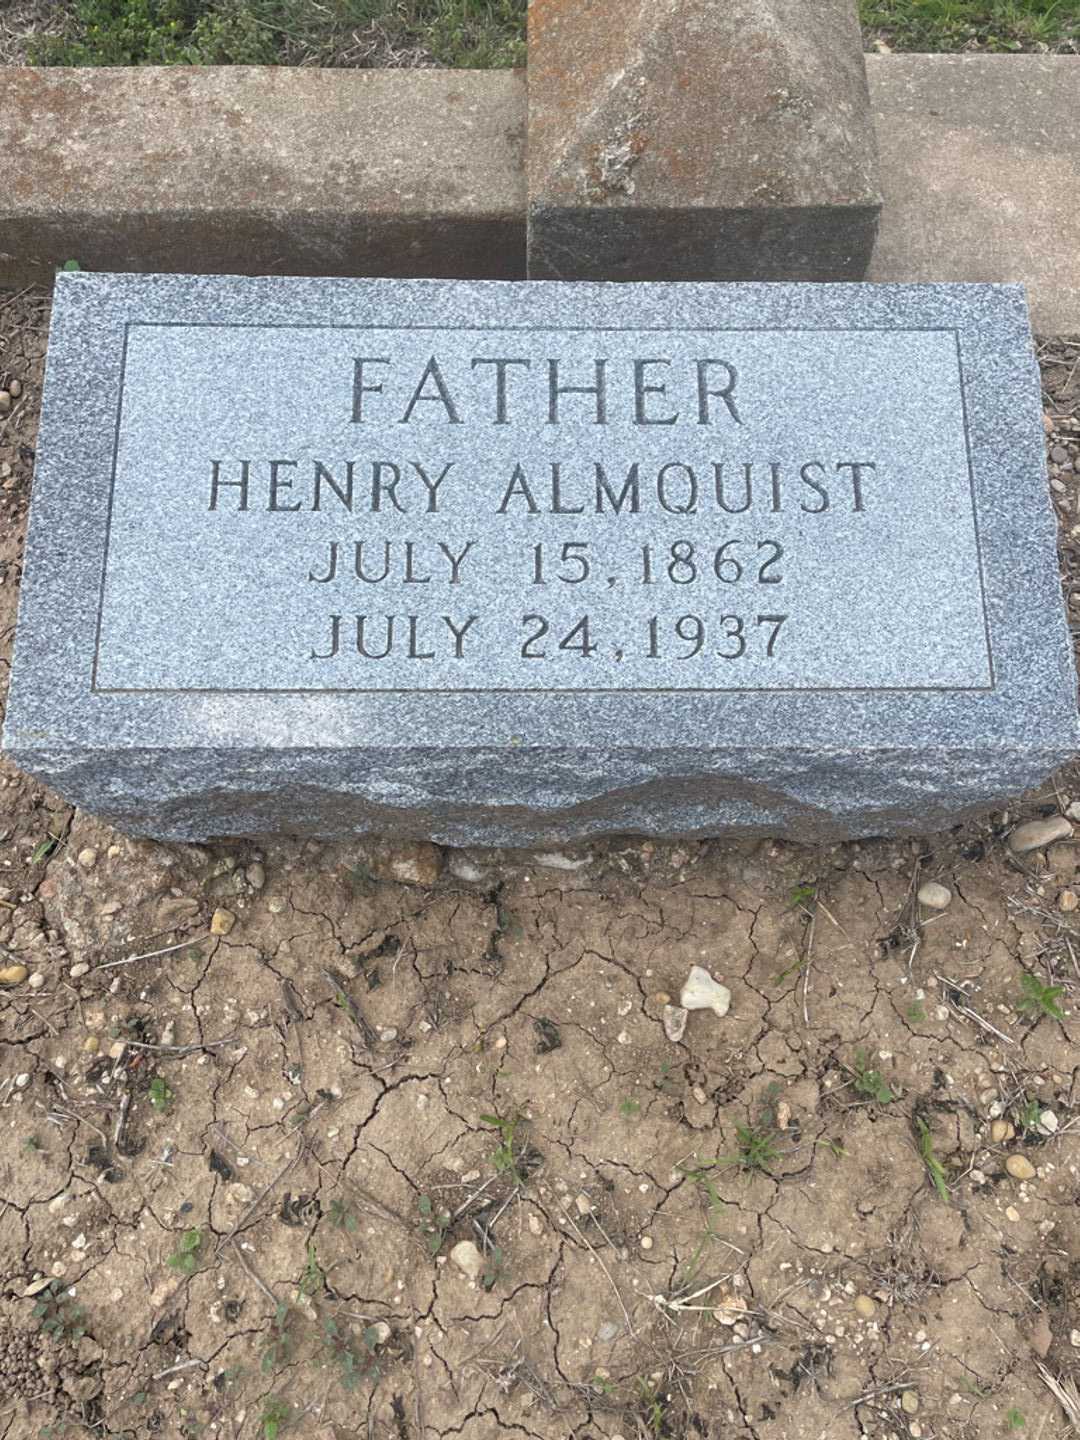 FATHER
HENRY ALMQUIST
JULY 15, 1862
JULY 24, 1937